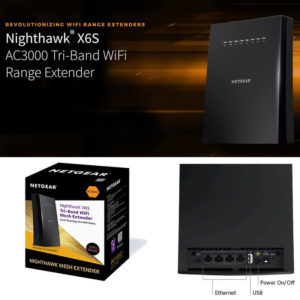 REVOLUTIONIZING WIFI RANGE EXTENDERS
Nighthawk® X6S
AC3000 Tri-Band WiFi
Range Extender
NETGEAR
NETGEAR
Nighthawk® X6S
Tri-Band WiFi
Mesh Extender
NIGHTHAWK MESH EXTENDER
Power On/Off
Ethernet
USB